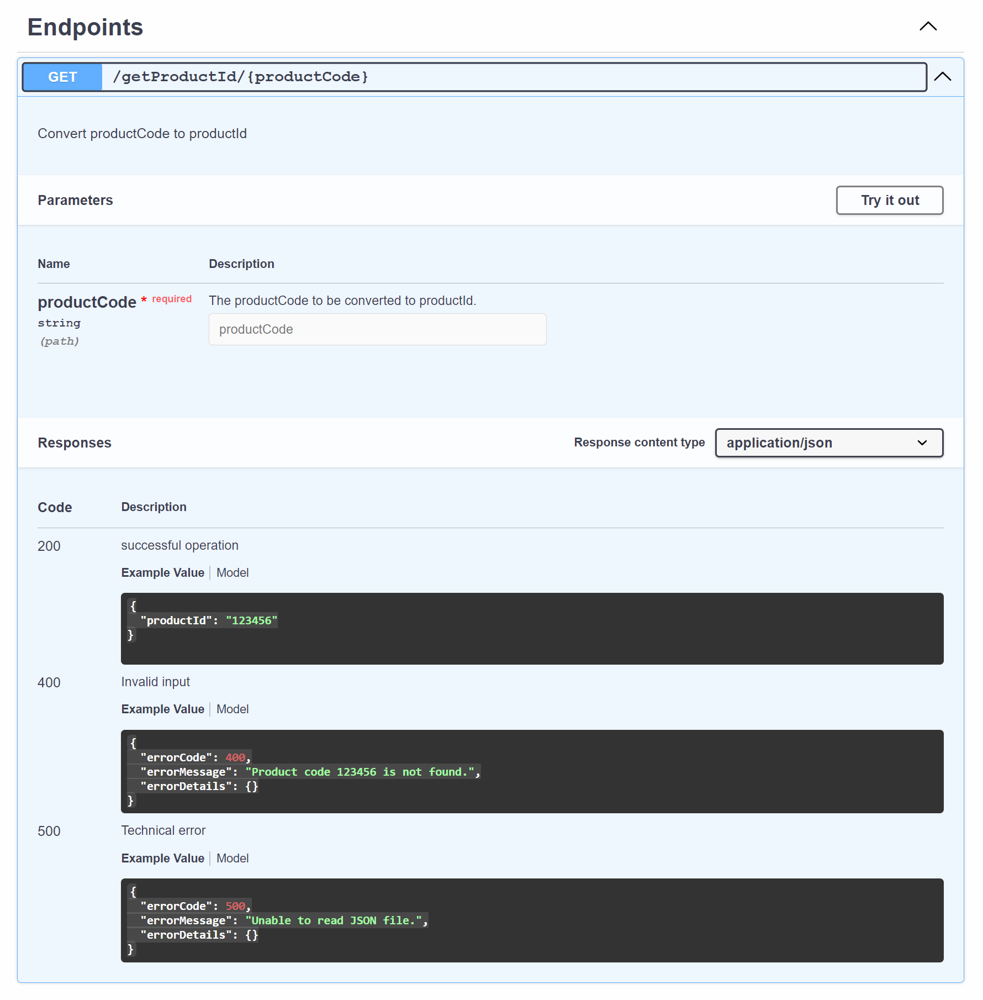 Endpoints
GET /getProductId/{productCode}
Convert productCode to productId
Parameters Try it out
Name Description
productCode * required The productCode to be converted to productId.
string productCode
(path)
Responses Response content type application/json
Code Description
200 successful operation
Example Value Model
{
"productId": "123456"
}
400 Invalid input
Example Value Model
{
"errorCode": 400,
"errorMessage": "Product code 123456 is not found.",
"errorDetails": {}
}
500 Technical error
Example Value Model
{
"errorCode": 500,
"errorMessage": "Unable to read JSON file.",
"errorDetails": {}
}